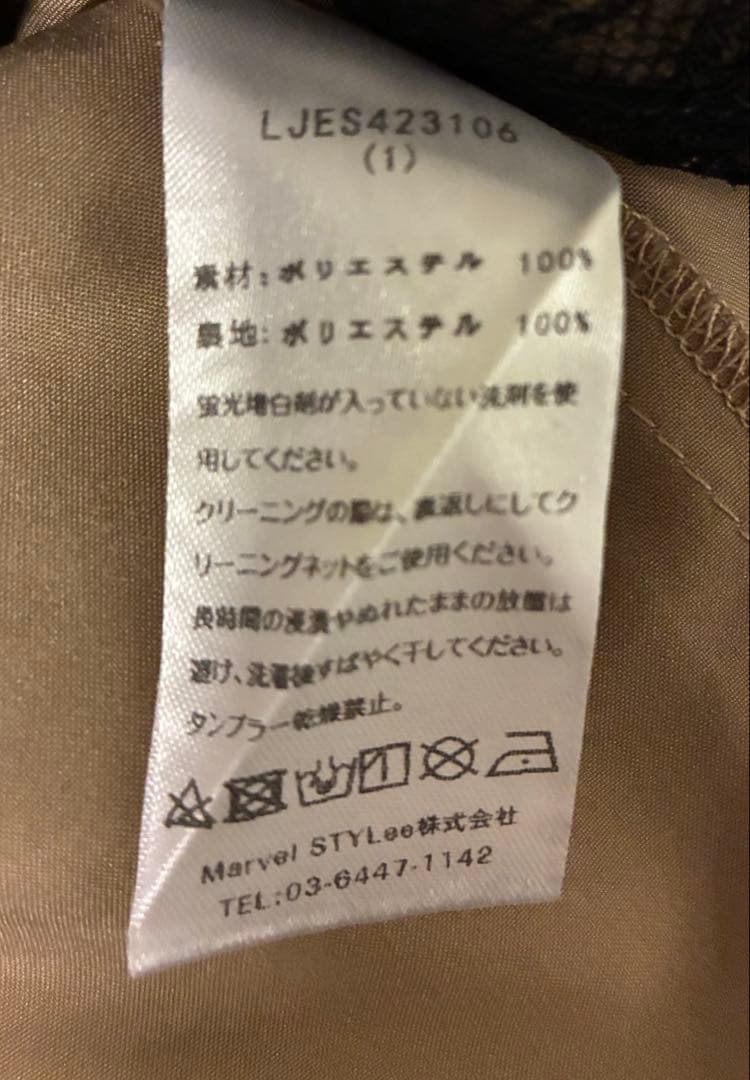 LJES423106
(1)
素材:ポリエステル 100%
裏地:ポリエステル 100%
蛍光増白剤が入っていない洗剤を使
用してください。
クリーニングの際は、裏返しにしてク
リーニングネットをご使用ください。
長時間の浸漬やぬれたままの放置は
避け、洗濯後すばやく干してください。
タンブラー乾燥禁止。
Marvel STYLee株式会社
TEL:03-6447-1142